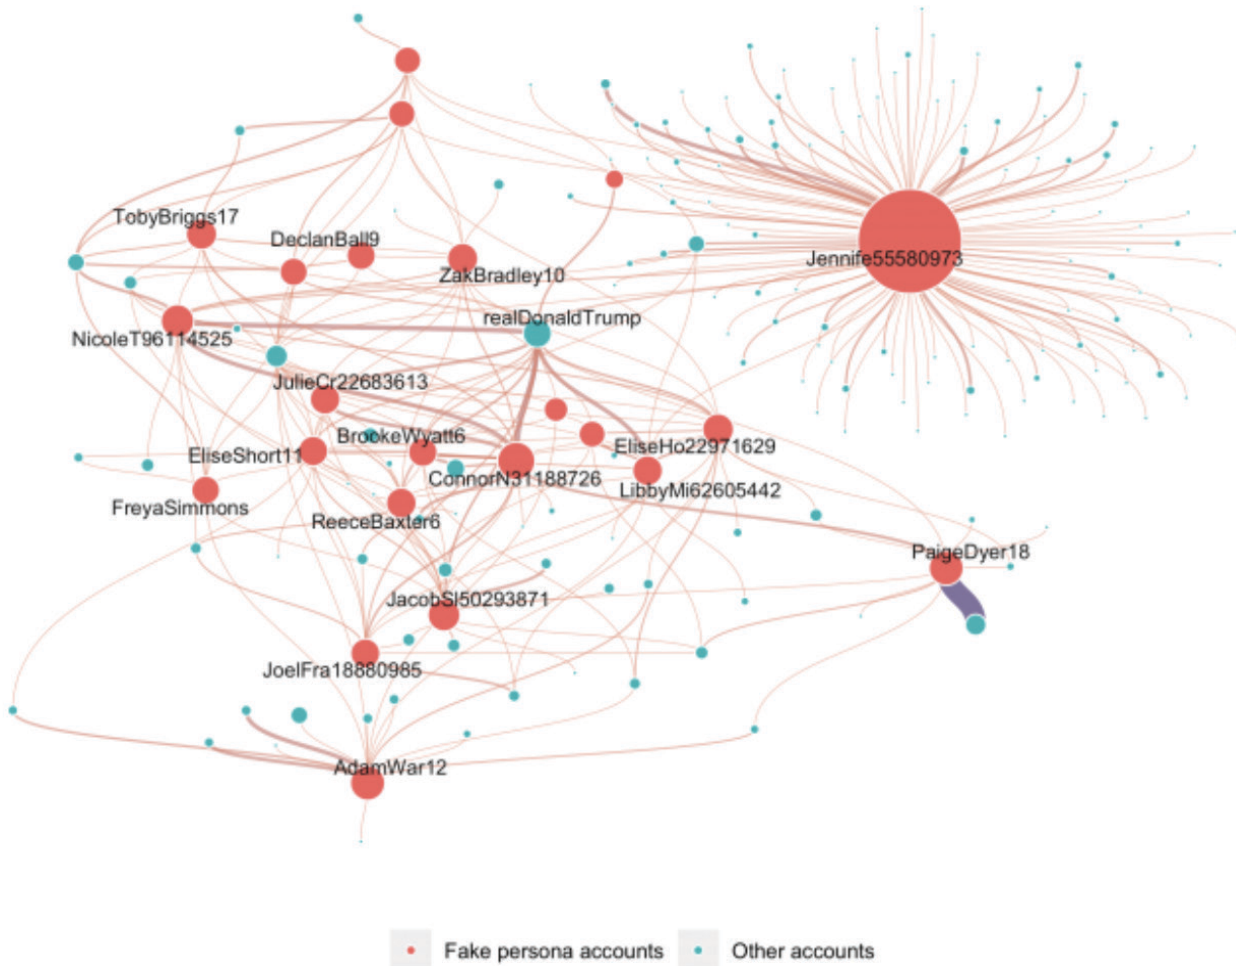 TobyBriggs17
DeclanBall9
ZakBradley10
Jennife55580973
realDonaldTrump
NicoleT96114525
JulieCr22683613
BrookeWyatt6
EliseHo22971629
EliseShort11
ConnorN31188726
LibbyMi62605442
FreyaSimmons
ReeceBaxter6
PaigeDyer18
JacobSl50293871
JoelFra18880985
AdamWar12
Fake persona accounts Other accounts